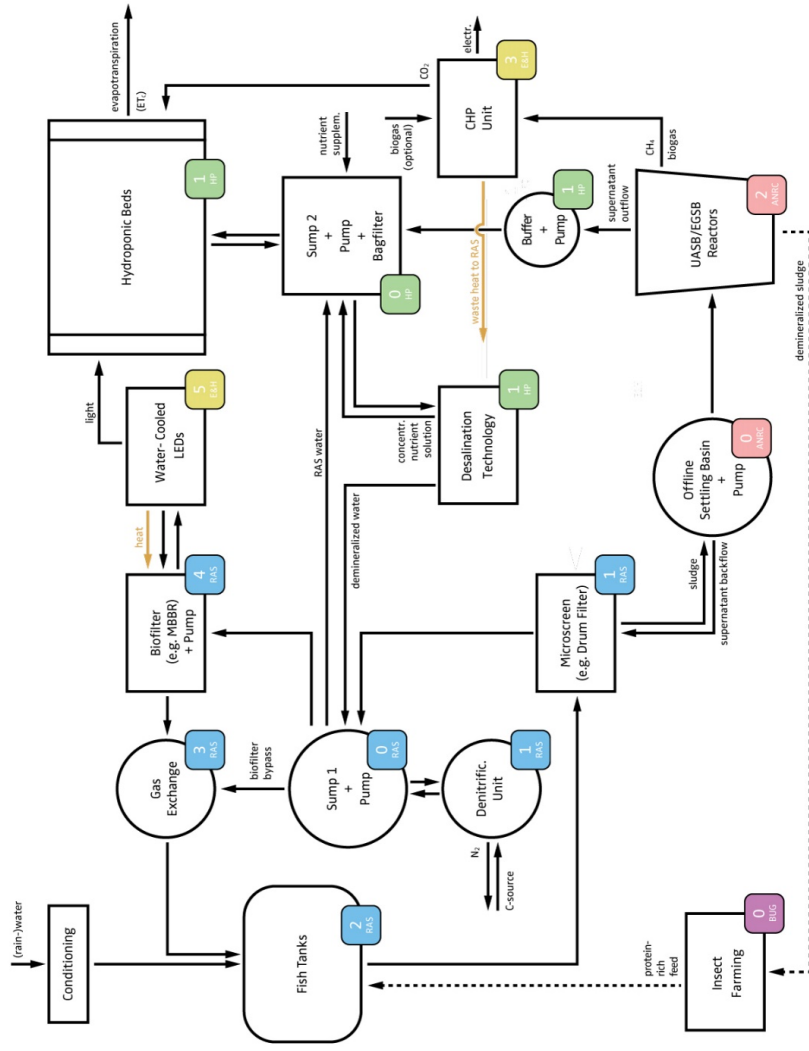 (rain-)water
Conditioning
Fish Tanks
2
RAS
protein-
rich
feed
Insect
Farming
0
BUG
Gas
Exchange
3
RAS
biofilter
bypass
Sump 1
+
Pump
0
RAS
N₂
C-source
Denitrific.
Unit
1
RAS
Biofilter
(e.g. MBBR)
+ Pump
4
RAS
heat
Water- Cooled
LEDs
5
E&H
light
RAS water
demineralized water
Microscreen
(e.g. Drum Filter)
1
RAS
sludge
supernatant backflow
Offline
Settling Basin
+
Pump
0
ANRC
concentr.
nutrient
solution
Desalination
Technology
1
HP
Hydroponic Beds
1
HP
evapotranspiration
nutrient
supplem.
Sump 2
+
Pump
+
Bagfilter
0
HP
waste heat to RAS
Buffer
+
Pump
1
HP
supernatant
outflow
UASB/EGSB
Reactors
2
ANRC
demineralized sludge
CO₂
biogas
(optional)
electr.
CHP
Unit
3
E&H
CH₄
biogas